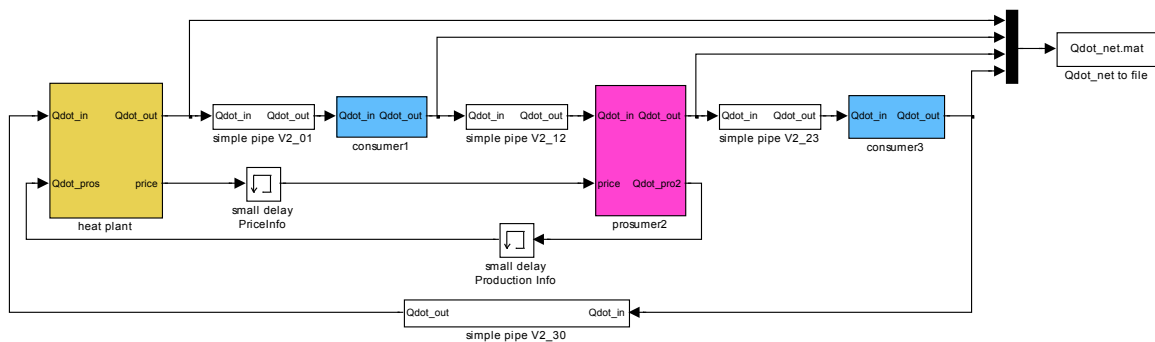 Qdot_net.mat
Qdot_net to file
Qdot_in
Qdot_out
Qdot_pros
price
heat plant
Qdot_in
Qdot_out
simple pipe V2_01
Qdot_in
Qdot_out
consumer1
Qdot_in
Qdot_out
simple pipe V2_12
Qdot_in
Qdot_out
price
Qdot_pro2
prosumer2
Qdot_in
Qdot_out
simple pipe V2_23
Qdot_in
Qdot_out
consumer3
small delay
PriceInfo
small delay
Production Info
Qdot_out
Qdot_in
simple pipe V2_30